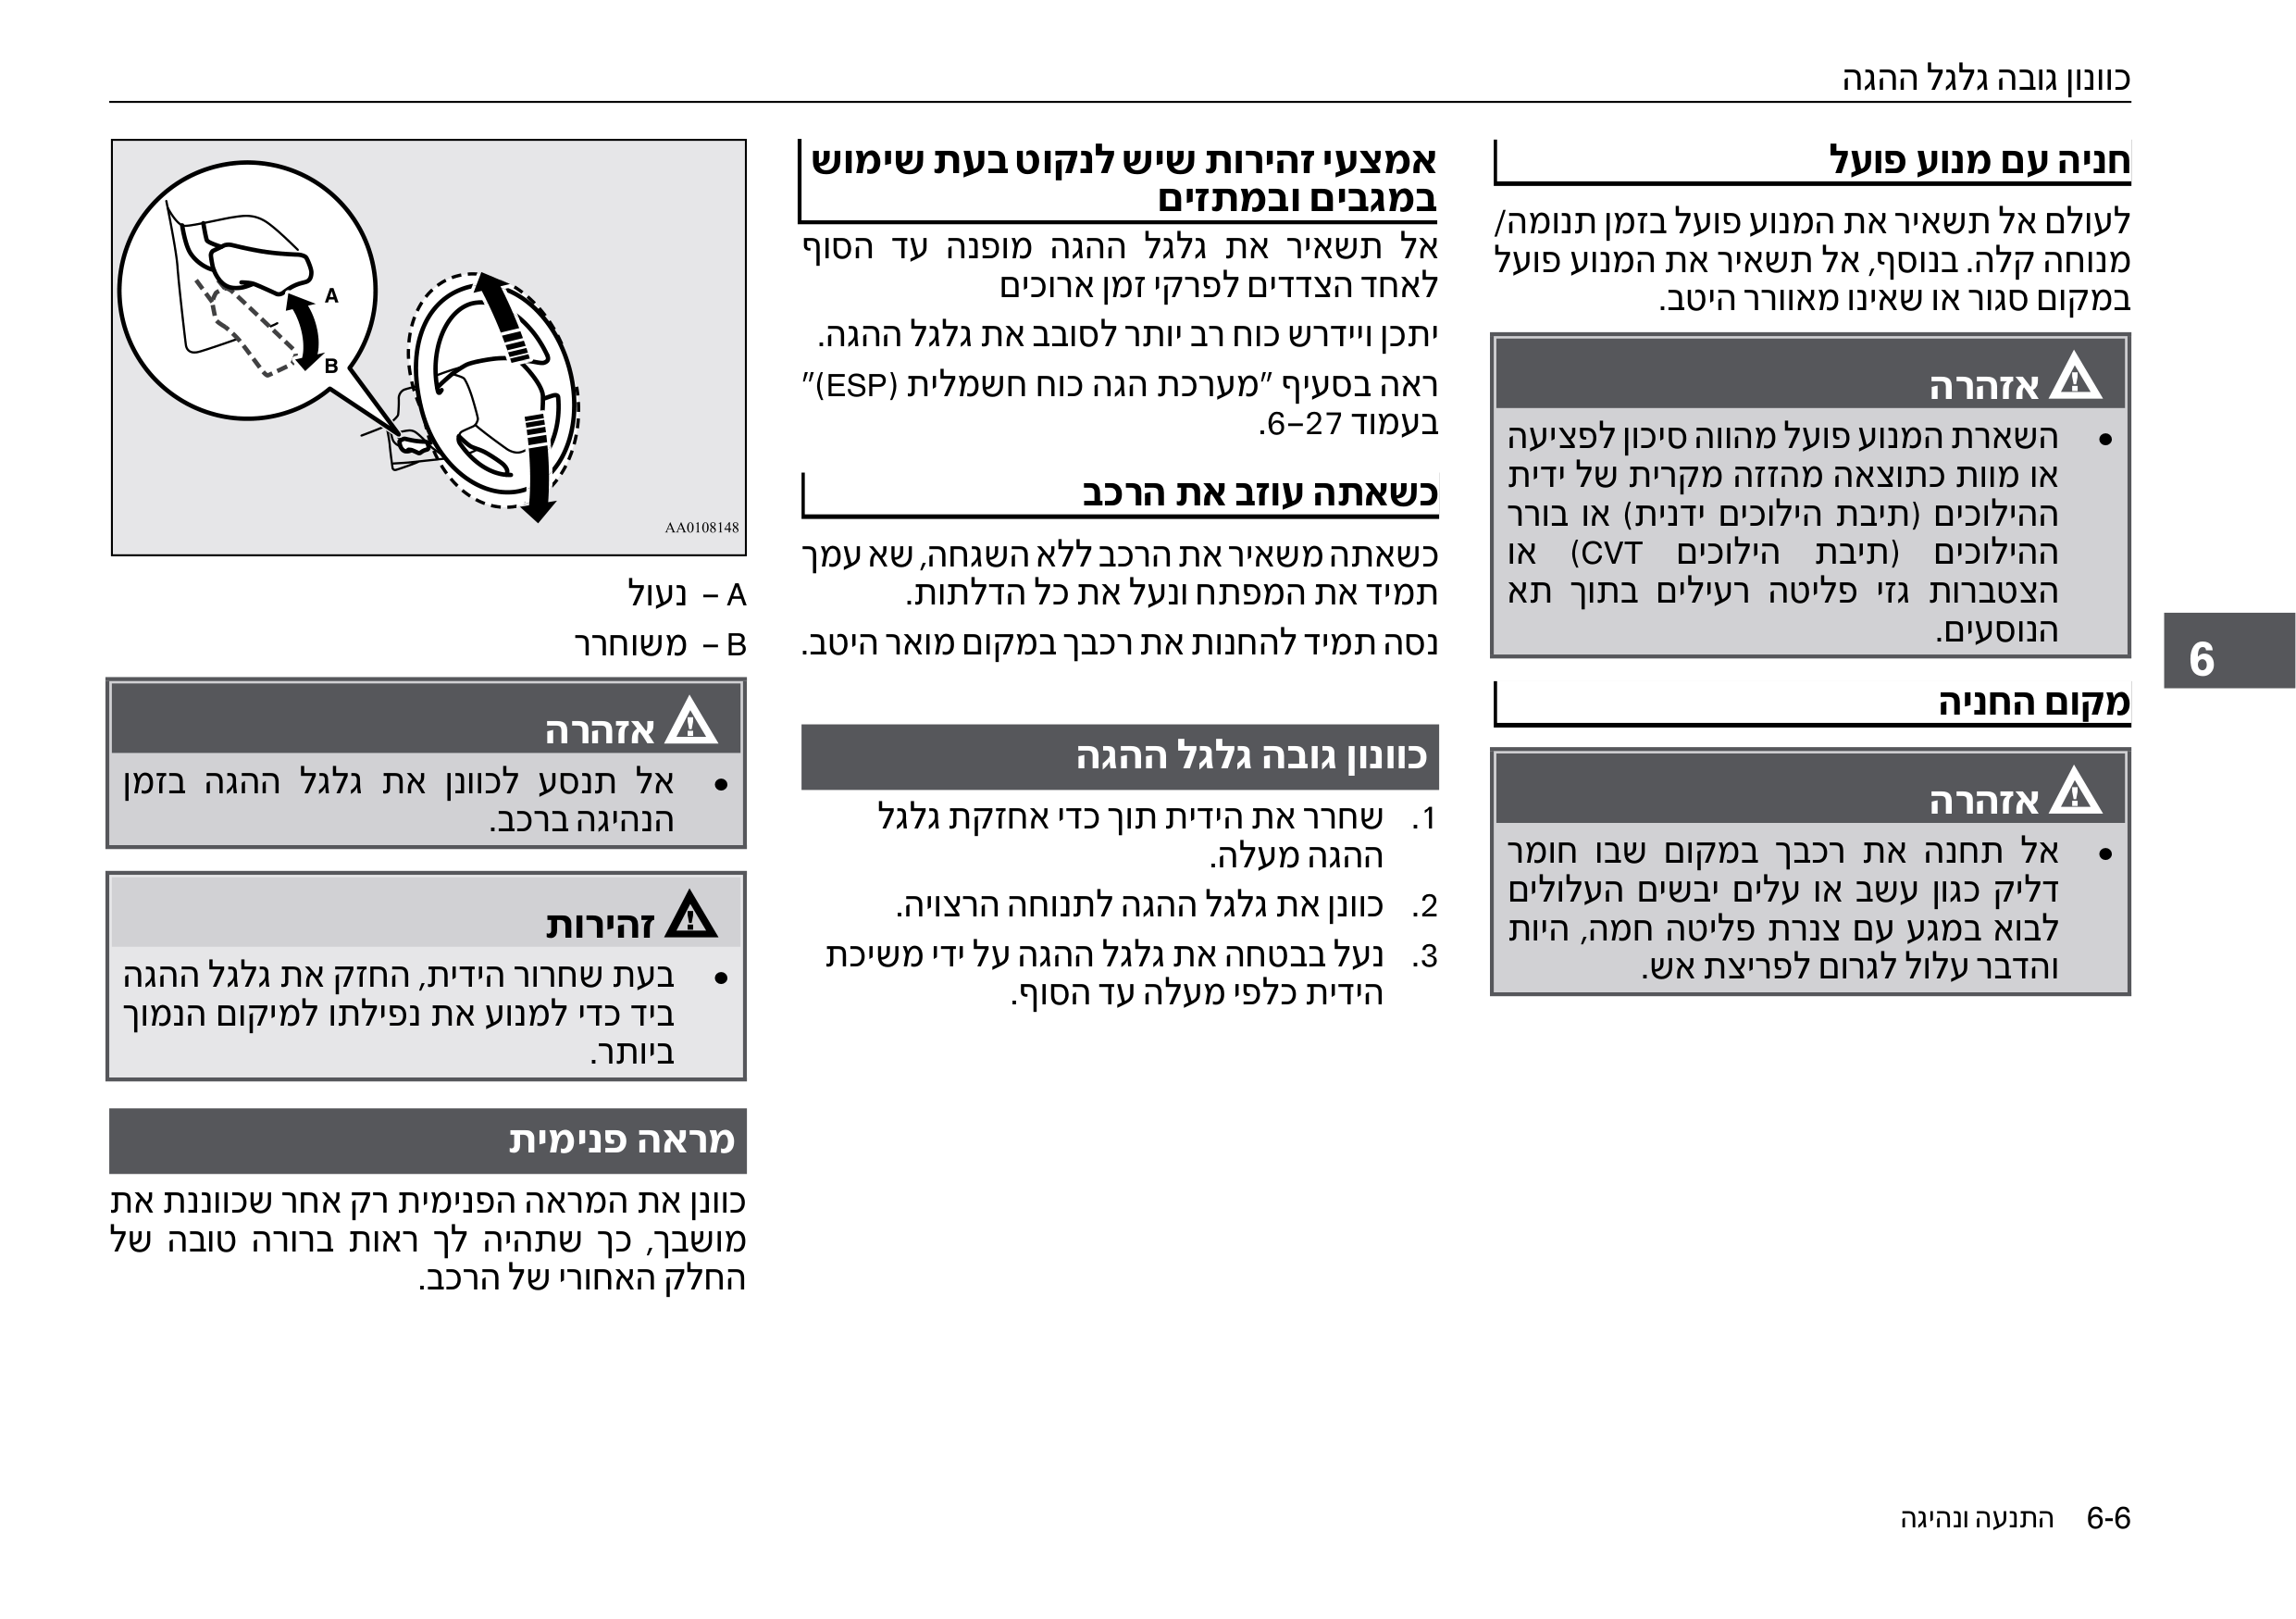 כוונון גובה גלגל ההגה
חניה עם מנוע פועל
לעולם אל תשאיר את המנוע פועל בזמן תנומה/
מנוחה קלה. בנוסף, אל תשאיר את המנוע פועל
במקום סגור או שאינו מאוורר היטב.
אזהרה
• השארת המנוע פועל מהווה סיכון לפציעה
או מוות כתוצאה מהזזה מקרית של ידית
ההילוכים (תיבת הילוכים ידנית) או בורר
ההילוכים (תיבת הילוכים CVT) או
הצטברות גזי פליטה רעילים בתוך תא
הנוסעים.
מקום החניה
אזהרה
• אל תחנה את רכבך במקום שבו חומר
דליק כגון עשב או עלים יבשים העלולים
לבוא במגע עם צנרת פליטה חמה, היות
והדבר עלול לגרום לפריצת אש.
אמצעי זהירות שיש לנקוט בעת שימוש
במגבים ובמתזים
אל תשאיר את גלגל ההגה מופנה עד הסוף
לאחד הצדדים לפרקי זמן ארוכים
יתכן ויידרש כוח רב יותר לסובב את גלגל ההגה.
ראה בסעיף "מערכת הגה כוח חשמלית (ESP)"
בעמוד 6–27.
כשאתה עוזב את הרכב
כשאתה משאיר את הרכב ללא השגחה, שא עמך
תמיד את המפתח ונעל את כל הדלתות.
נסה תמיד להחנות את רכבך במקום מואר היטב.
כוונון גובה גלגל ההגה
1. שחרר את הידית תוך כדי אחזקת גלגל
ההגה מעלה.
2. כוונן את גלגל ההגה לתנוחה הרצויה.
3. נעל בבטחה את גלגל ההגה על ידי משיכת
הידית כלפי מעלה עד הסוף.
A
B
AA0108148
A – נעול
B – משוחרר
אזהרה
• אל תנסע לכוונן את גלגל ההגה בזמן
הנהיגה ברכב.
זהירות
• בעת שחרור הידית, החזק את גלגל ההגה
ביד כדי למנוע את נפילתו למיקום הנמוך
ביותר.
מראה פנימית
כוונן את המראה הפנימית רק אחר שכווננת את
מושבך, כך שתהיה לך ראות ברורה טובה של
החלק האחורי של הרכב.
6
6-6 התנעה ונהיגה